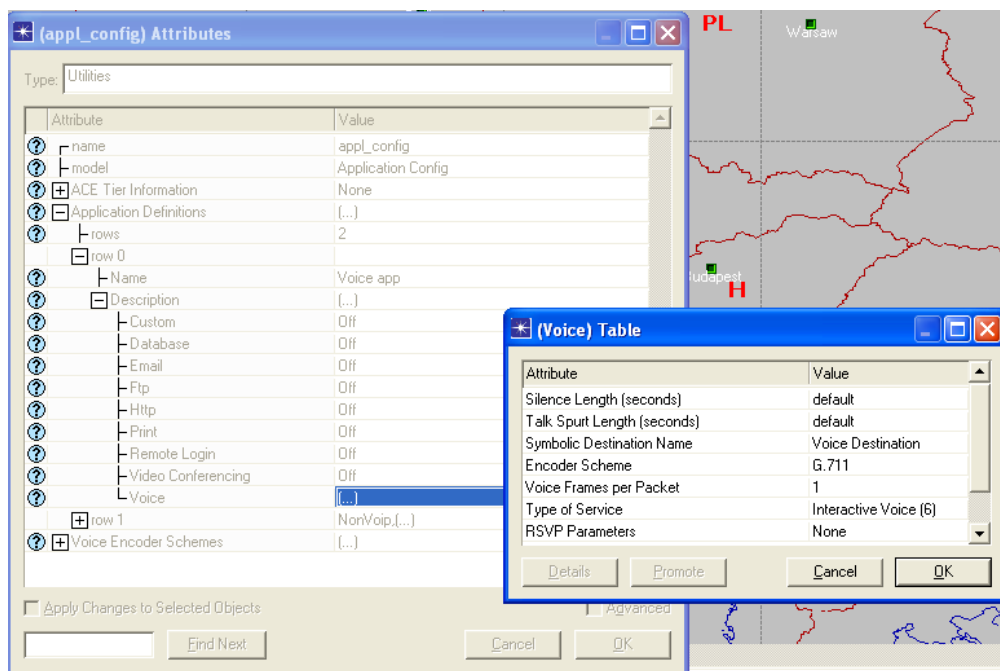 PL
Warsaw
(appl_config) Attributes
Type: Utilities
Attribute Value
? name appl_config
? model Application Config
? + ACE Tier Information None
? − Application Definitions (...)
? rows 2
− row 0
? Name Voice app
? − Description (...)
? Custom Off
? Database Off
? Email Off
? Ftp Off
? Http Off
? Print Off
? Remote Login Off
? Video Conferencing Off
? Voice (...)
+ row 1 NonVoip,(...)
? + Voice Encoder Schemes (...)
Apply Changes to Selected Objects Advanced
Find Next Cancel OK
udapest
H
(Voice) Table
Attribute Value
Silence Length (seconds) default
Talk Spurt Length (seconds) default
Symbolic Destination Name Voice Destination
Encoder Scheme G.711
Voice Frames per Packet 1
Type of Service Interactive Voice (6)
RSVP Parameters None
Details Promote Cancel OK